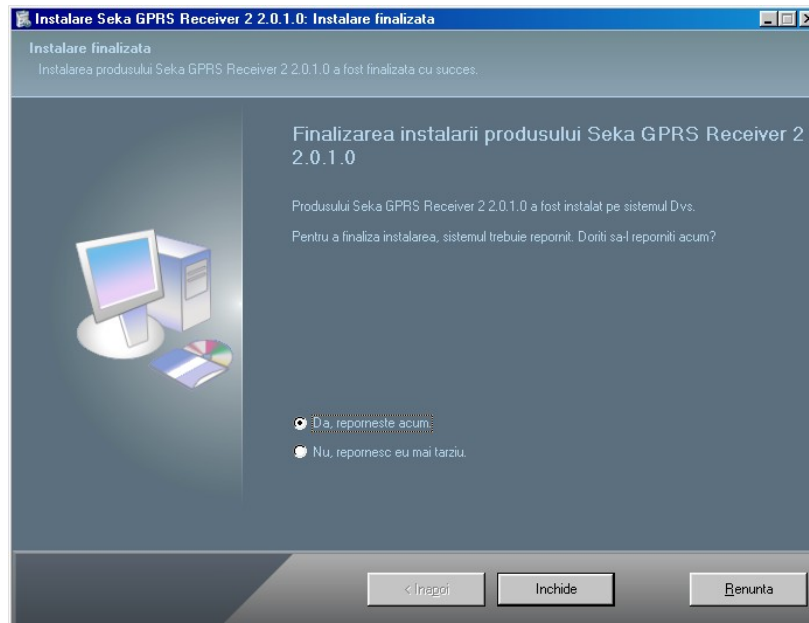 Instalare Seka GPRS Receiver 2 2.0.1.0: Instalare finalizata
Instalare finalizata
Instalarea produsului Seka GPRS Receiver 2 2.0.1.0 a fost finalizata cu succes.
Finalizarea instalarii produsului Seka GPRS Receiver 2
2.0.1.0
Produsului Seka GPRS Receiver 2 2.0.1.0 a fost instalat pe sistemul Dvs.
Pentru a finaliza instalarea, sistemul trebuie repornit. Doriti sa-l reporniti acum?
Da, reporneste acum.
Nu, repornesc eu mai tarziu.
< Inapoi
Inchide
Renunta